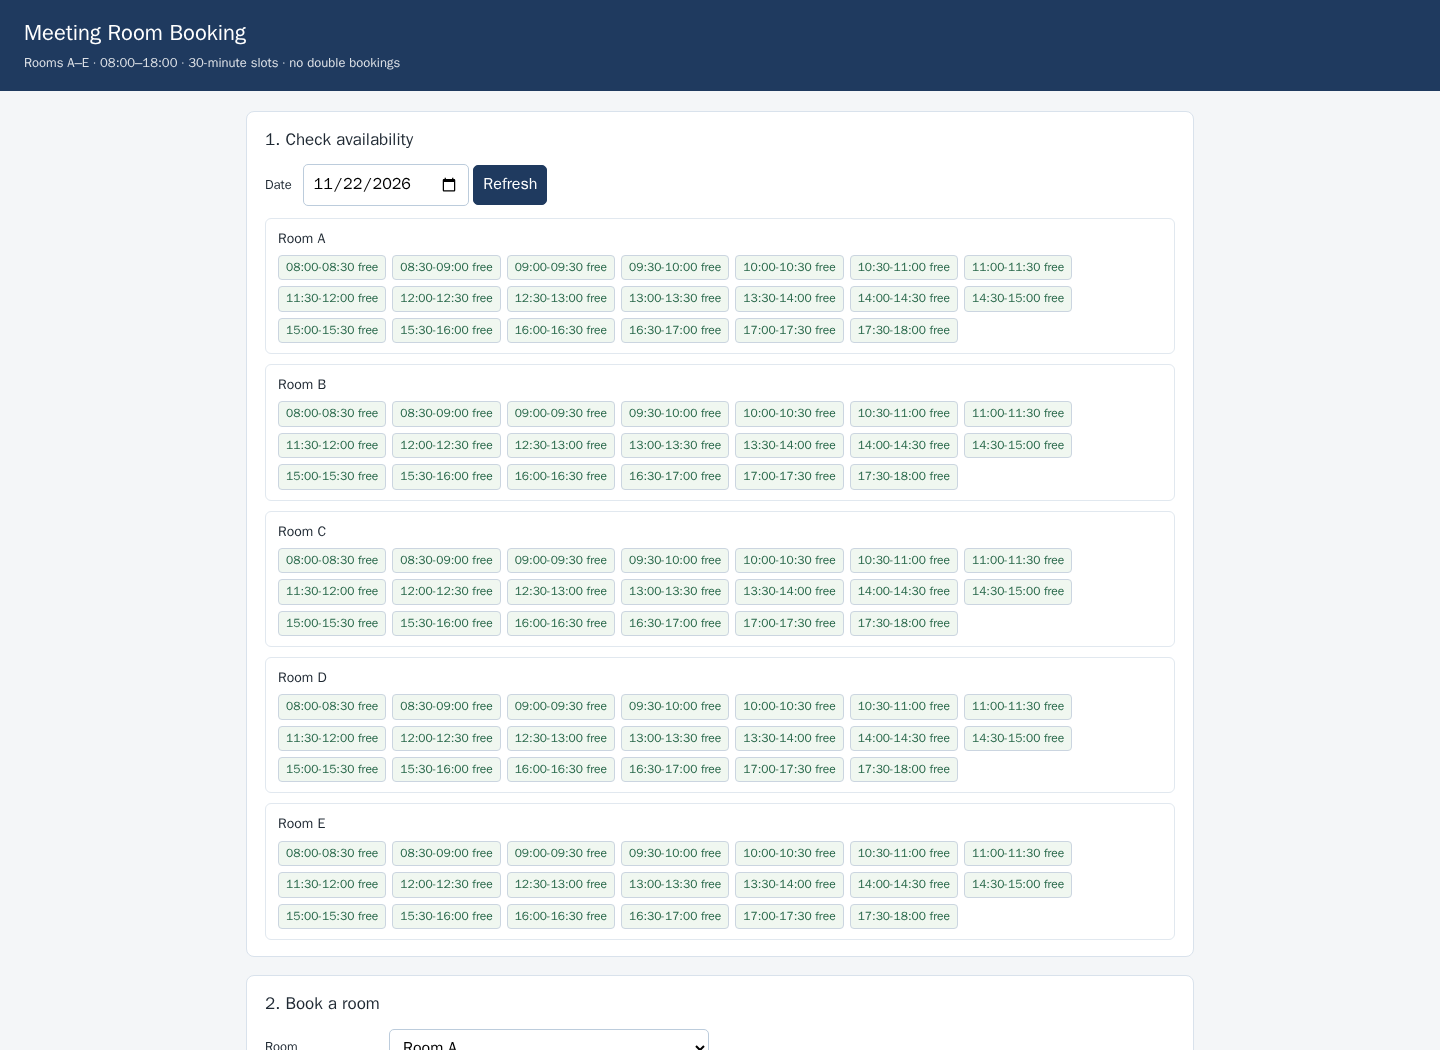 Meeting Room Booking
Rooms A–E · 08:00–18:00 · 30-minute slots · no double bookings
1. Check availability
Date 11/22/2026 Refresh
Room A
08:00-08:30 free 08:30-09:00 free 09:00-09:30 free 09:30-10:00 free 10:00-10:30 free 10:30-11:00 free 11:00-11:30 free
11:30-12:00 free 12:00-12:30 free 12:30-13:00 free 13:00-13:30 free 13:30-14:00 free 14:00-14:30 free 14:30-15:00 free
15:00-15:30 free 15:30-16:00 free 16:00-16:30 free 16:30-17:00 free 17:00-17:30 free 17:30-18:00 free
Room B
08:00-08:30 free 08:30-09:00 free 09:00-09:30 free 09:30-10:00 free 10:00-10:30 free 10:30-11:00 free 11:00-11:30 free
11:30-12:00 free 12:00-12:30 free 12:30-13:00 free 13:00-13:30 free 13:30-14:00 free 14:00-14:30 free 14:30-15:00 free
15:00-15:30 free 15:30-16:00 free 16:00-16:30 free 16:30-17:00 free 17:00-17:30 free 17:30-18:00 free
Room C
08:00-08:30 free 08:30-09:00 free 09:00-09:30 free 09:30-10:00 free 10:00-10:30 free 10:30-11:00 free 11:00-11:30 free
11:30-12:00 free 12:00-12:30 free 12:30-13:00 free 13:00-13:30 free 13:30-14:00 free 14:00-14:30 free 14:30-15:00 free
15:00-15:30 free 15:30-16:00 free 16:00-16:30 free 16:30-17:00 free 17:00-17:30 free 17:30-18:00 free
Room D
08:00-08:30 free 08:30-09:00 free 09:00-09:30 free 09:30-10:00 free 10:00-10:30 free 10:30-11:00 free 11:00-11:30 free
11:30-12:00 free 12:00-12:30 free 12:30-13:00 free 13:00-13:30 free 13:30-14:00 free 14:00-14:30 free 14:30-15:00 free
15:00-15:30 free 15:30-16:00 free 16:00-16:30 free 16:30-17:00 free 17:00-17:30 free 17:30-18:00 free
Room E
08:00-08:30 free 08:30-09:00 free 09:00-09:30 free 09:30-10:00 free 10:00-10:30 free 10:30-11:00 free 11:00-11:30 free
11:30-12:00 free 12:00-12:30 free 12:30-13:00 free 13:00-13:30 free 13:30-14:00 free 14:00-14:30 free 14:30-15:00 free
15:00-15:30 free 15:30-16:00 free 16:00-16:30 free 16:30-17:00 free 17:00-17:30 free 17:30-18:00 free
2. Book a room
Room Room A